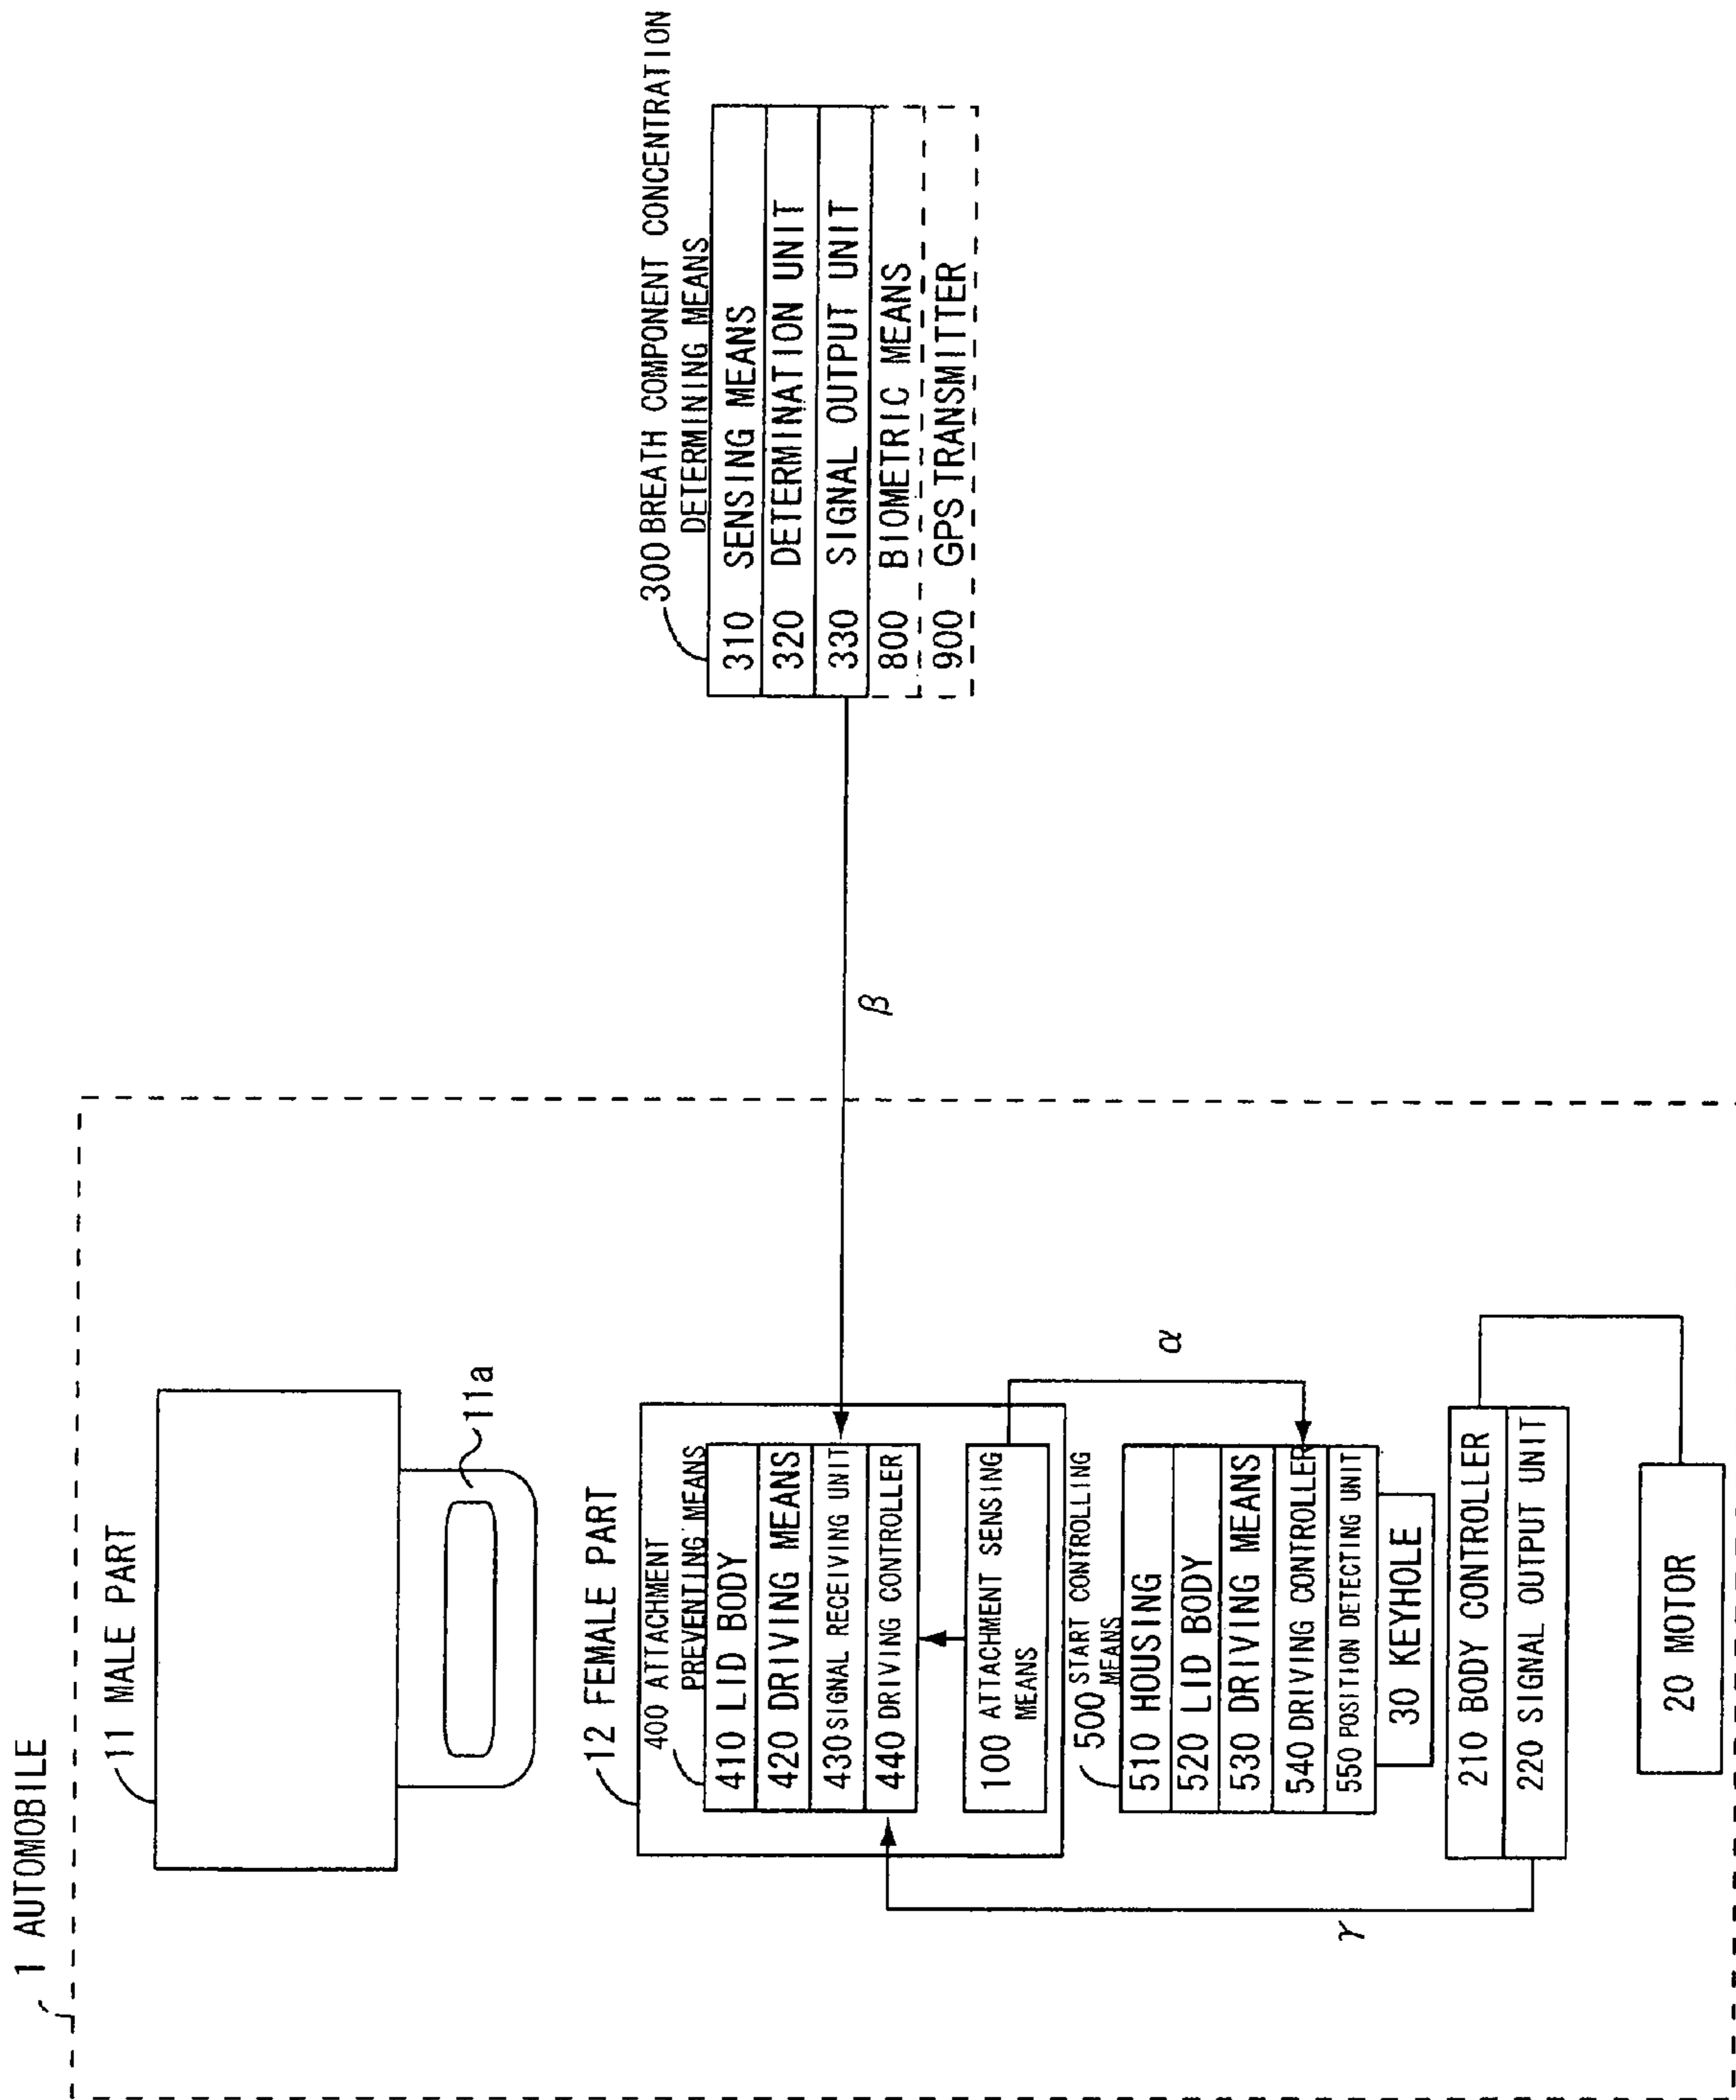 1 AUTOMOBILE
11 MALE PART
11a
12 FEMALE PART
400 ATTACHMENT
PREVENTING MEANS
410 LID BODY
420 DRIVING MEANS
430 SIGNAL RECEIVING UNIT
440 DRIVING CONTROLLER
100 ATTACHMENT SENSING
MEANS
500 START CONTROLLING
MEANS
510 HOUSING
520 LID BODY
530 DRIVING MEANS
540 DRIVING CONTROLLER
550 POSITION DETECTING UNIT
30 KEYHOLE
210 BODY CONTROLLER
220 SIGNAL OUTPUT UNIT
20 MOTOR
α
β
γ
300 BREATH COMPONENT CONCENTRATION
DETERMINING MEANS
310 SENSING MEANS
320 DETERMINATION UNIT
330 SIGNAL OUTPUT UNIT
800 BIOMETRIC MEANS
900 GPS TRANSMITTER